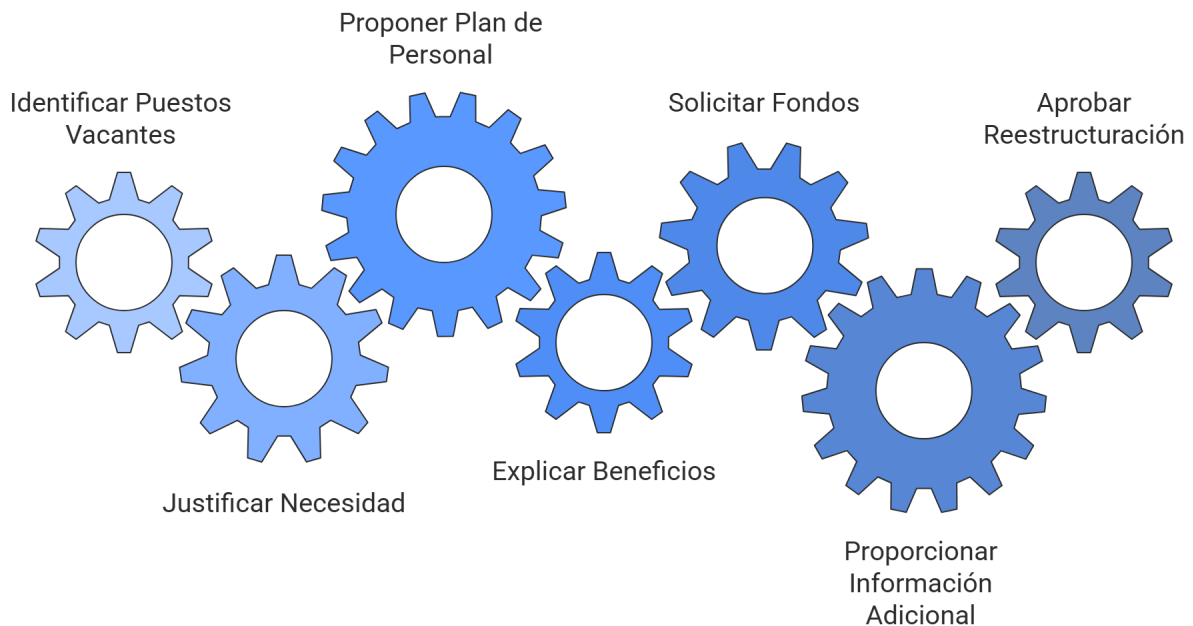 Identificar Puestos
Vacantes
Justificar Necesidad
Proponer Plan de
Personal
Explicar Beneficios
Solicitar Fondos
Proporcionar
Información
Adicional
Aprobar
Reestructuración